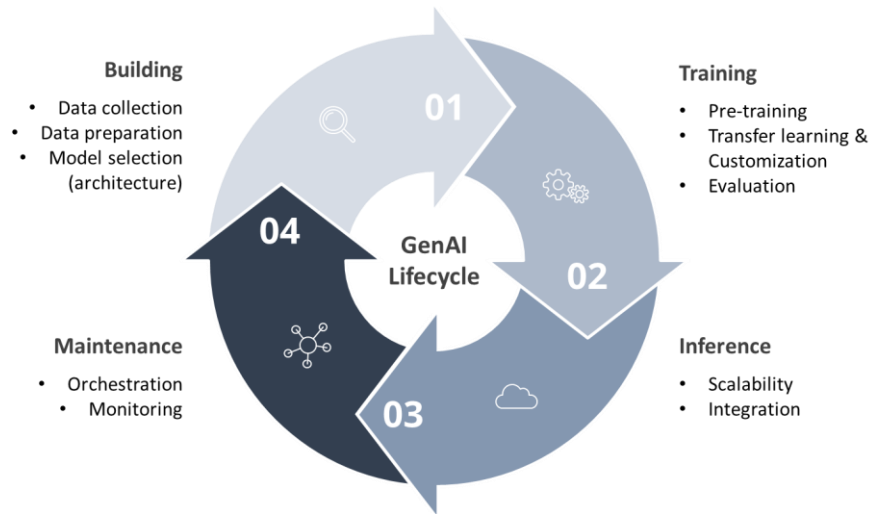 Building
• Data collection
• Data preparation
• Model selection
(architecture)
01
Training
• Pre-training
• Transfer learning &
Customization
• Evaluation
04
GenAI
Lifecycle
02
Maintenance
• Orchestration
• Monitoring
03
Inference
• Scalability
• Integration